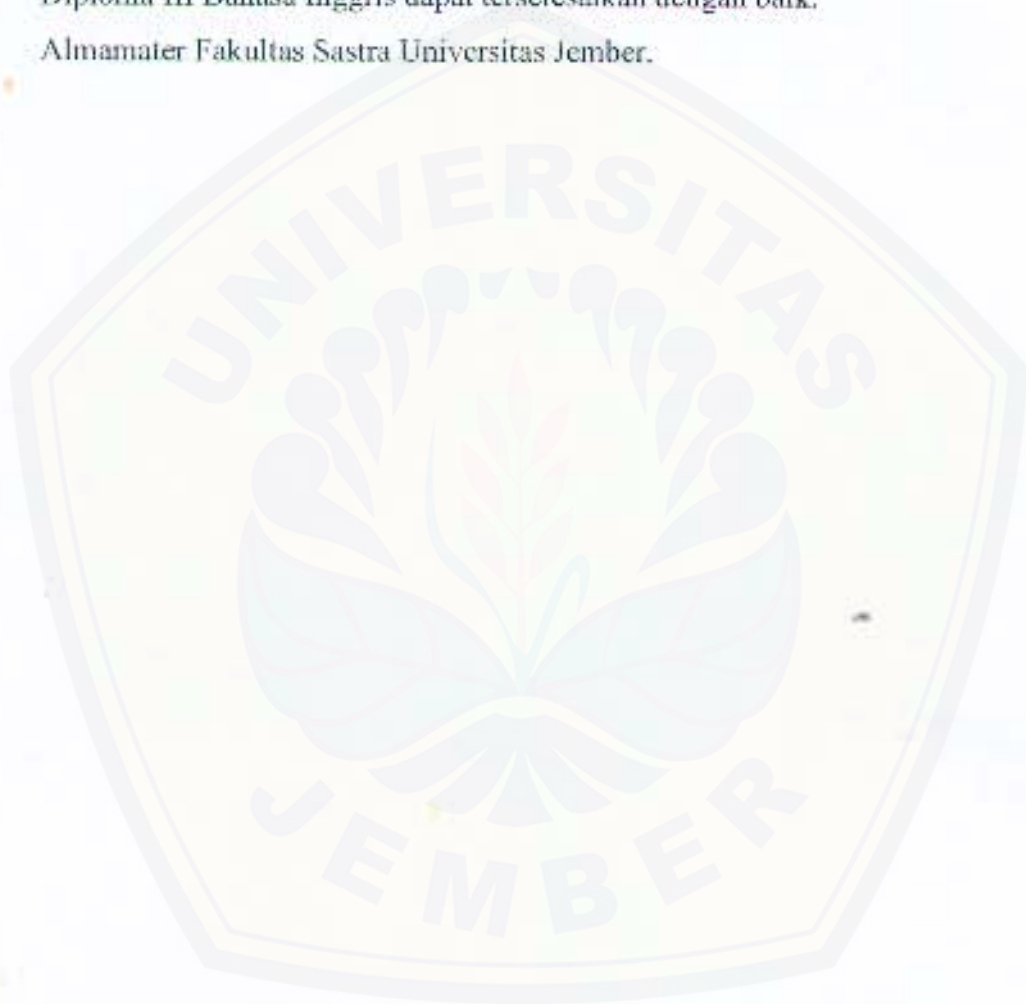 Diploma III Bahasa Inggris dapat terselesaikan dengan baik.
Almamater Fakultas Sastra Universitas Jember.
UNIVERSITAS
JEMBER